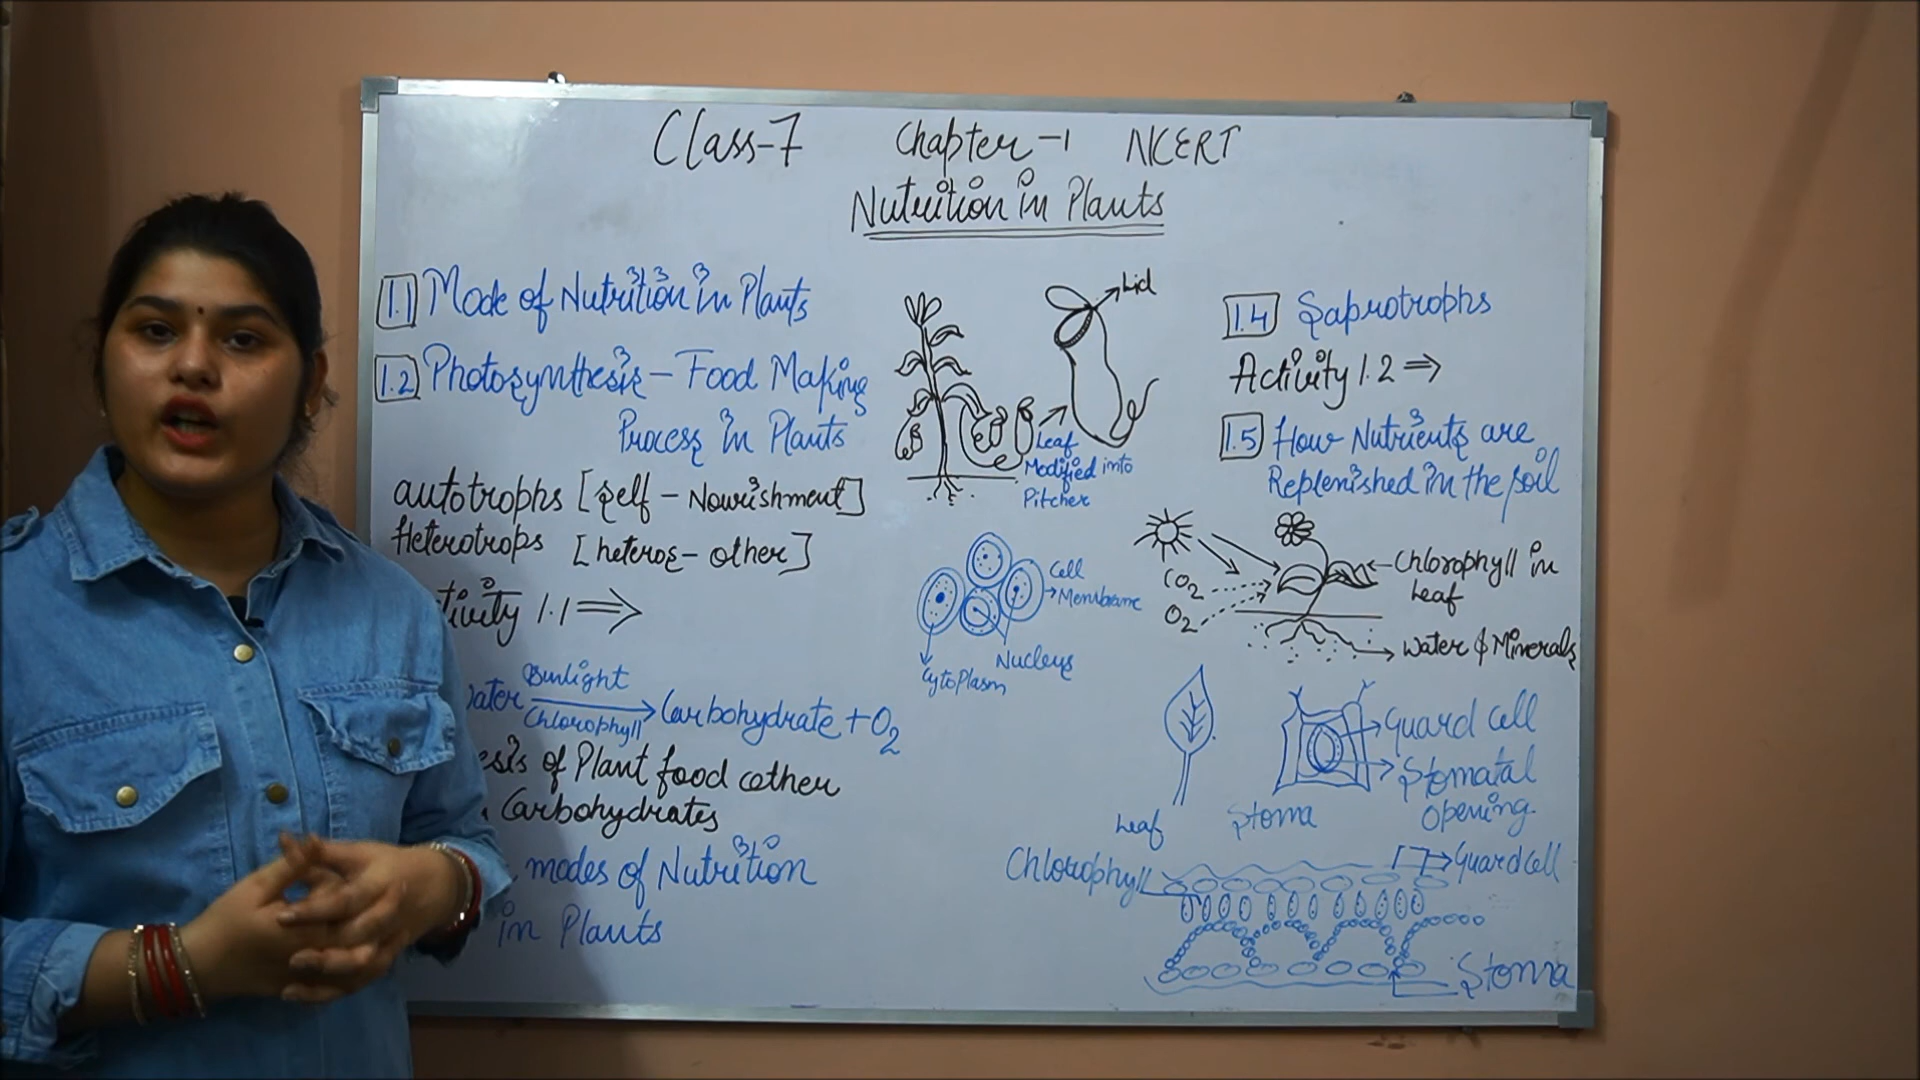 Class-7 Chapter-1 NCERT
Nutrition in Plants
1.1 Mode of Nutrition in Plants
1.2 Photosynthesis - Food Making
Process in Plants
autotrophs [self - Nourishment]
Heterotrops [heteros - other]
tivity 1.1 ⇒
ater Sunlight Chlorophyll → Carbohydrate + O2
esis of Plant food other
Carbohydrates
modes of Nutrition
in Plants
Lid
Leaf
Modified into
Pitcher
Cell
Membrane
Nucleus
Cytoplasm
1.4 Saprotrophs
Activity 1.2 ⇒
1.5 How Nutrients are
Replenished in the soil
CO2
O2
Chlorophyll in
Leaf
Water & Minerals
Leaf
Stoma
Guard Cell
Stomatal
Opening
Chlorophyll
Guard cell
Stoma